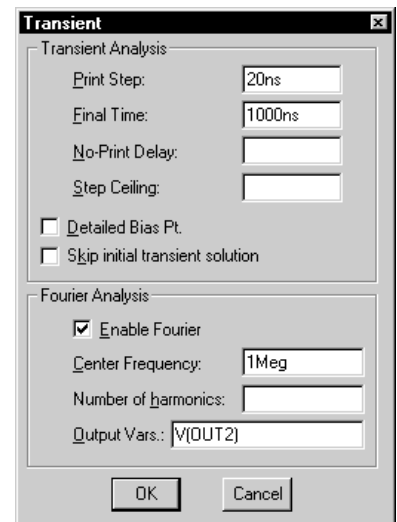 Transient
Transient Analysis
Print Step: 20ns
Final Time: 1000ns
No-Print Delay:
Step Ceiling:
Detailed Bias Pt.
Skip initial transient solution
Fourier Analysis
Enable Fourier
Center Frequency: 1Meg
Number of harmonics:
Output Vars.: V(OUT2)
OK Cancel